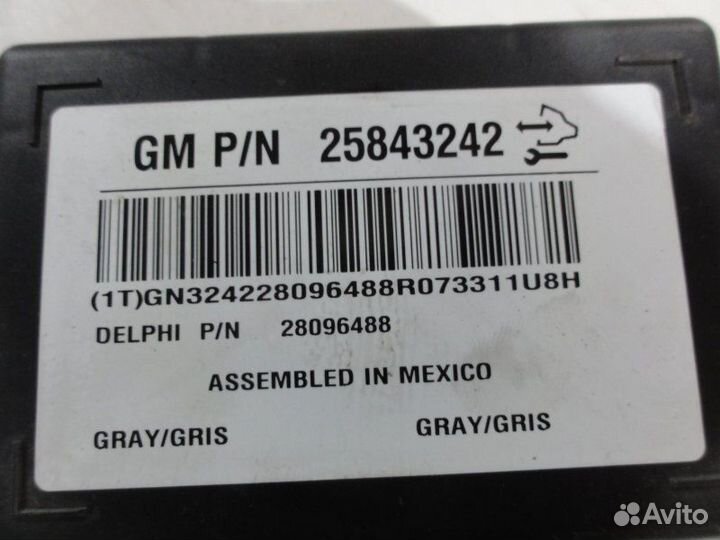 GM P/N 25843242
(1T)GN324228096488R073311U8H
DELPHI P/N 28096488
ASSEMBLED IN MEXICO
GRAY/GRIS GRAY/GRIS
Avito